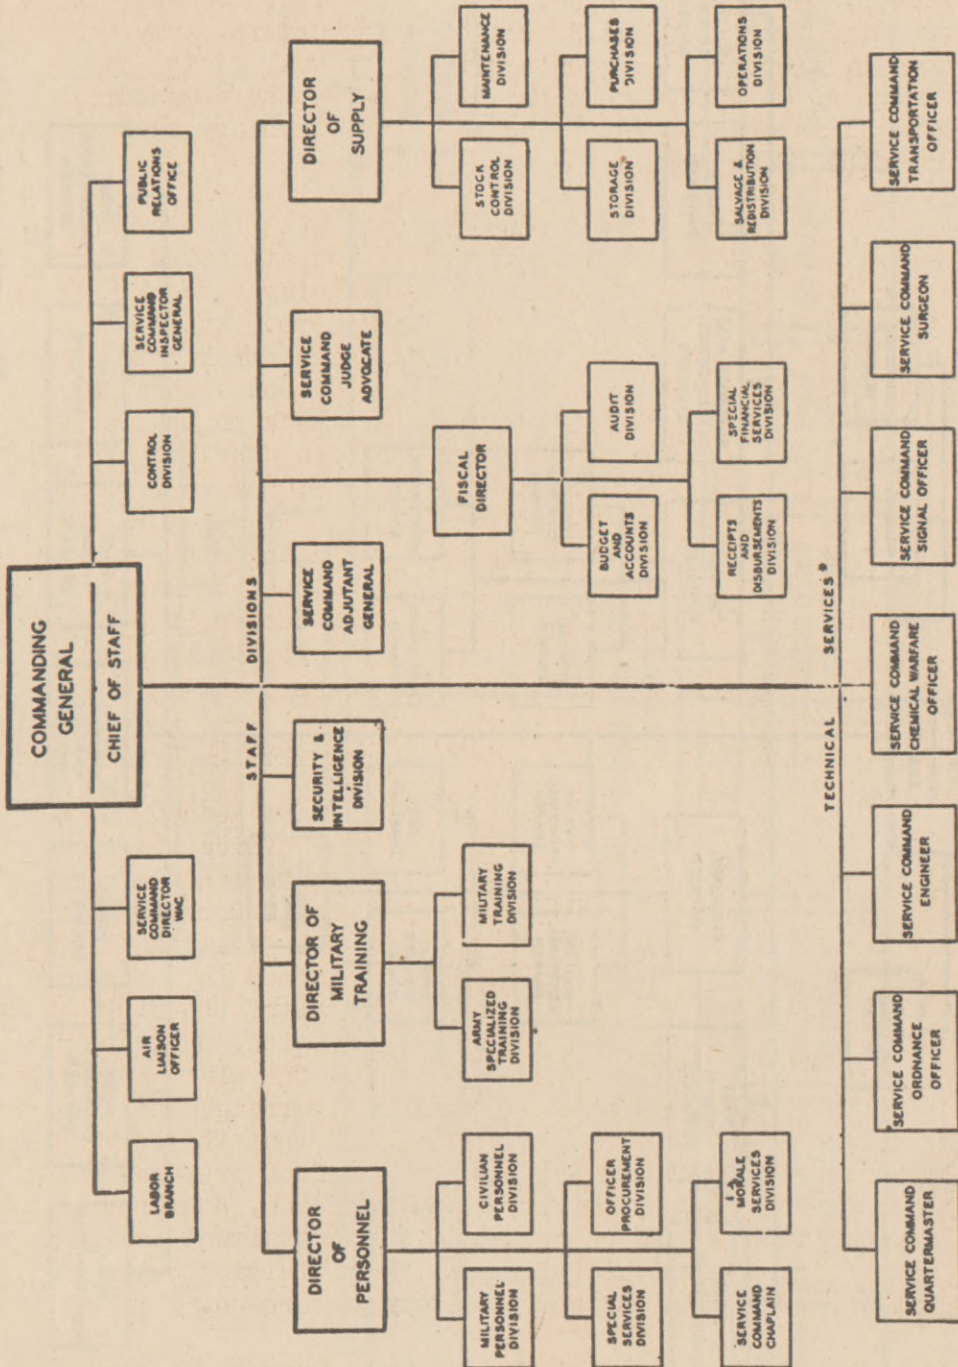 COMMANDING
GENERAL
CHIEF OF STAFF
LABOR
BRANCH
AIR
LIAISON
OFFICER
SERVICE
COMMAND
DIRECTOR
WAC
CONTROL
DIVISION
SERVICE
COMMAND
INSPECTOR
GENERAL
PUBLIC
RELATIONS
OFFICE
STAFF DIVISIONS
DIRECTOR
OF
PERSONNEL
DIRECTOR OF
MILITARY
TRAINING
SECURITY &
INTELLIGENCE
DIVISION
SERVICE
COMMAND
ADJUTANT
GENERAL
SERVICE
COMMAND
JUDGE
ADVOCATE
DIRECTOR
OF
SUPPLY
MILITARY
PERSONNEL
DIVISION
CIVILIAN
PERSONNEL
DIVISION
SPECIAL
SERVICES
DIVISION
OFFICER
PROCUREMENT
DIVISION
SERVICE
COMMAND
CHAPLAIN
MORALE
SERVICES
DIVISION
ARMY
SPECIALIZED
TRAINING
DIVISION
MILITARY
TRAINING
DIVISION
FISCAL
DIRECTOR
BUDGET
AND
ACCOUNTS
DIVISION
AUDIT
DIVISION
RECEIPTS
AND
DISBURSEMENTS
DIVISION
SPECIAL
FINANCIAL
SERVICES
DIVISION
STOCK
CONTROL
DIVISION
MAINTENANCE
DIVISION
STORAGE
DIVISION
PURCHASES
DIVISION
SALVAGE &
REDISTRIBUTION
DIVISION
OPERATIONS
DIVISION
TECHNICAL SERVICES*
SERVICE COMMAND
QUARTERMASTER
SERVICE COMMAND
ORDNANCE
OFFICER
SERVICE COMMAND
ENGINEER
SERVICE COMMAND
CHEMICAL WARFARE
OFFICER
SERVICE COMMAND
SIGNAL OFFICER
SERVICE COMMAND
SURGEON
SERVICE COMMAND
TRANSPORTATION
OFFICER